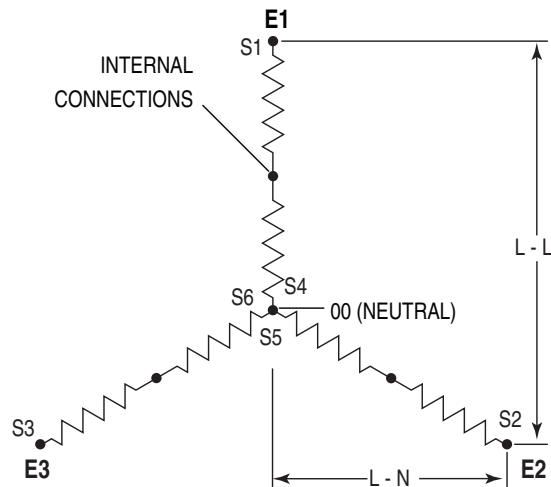 E1
S1
INTERNAL
CONNECTIONS
L - L
S4
S6
00 (NEUTRAL)
S5
S3
S2
E3
L - N
E2